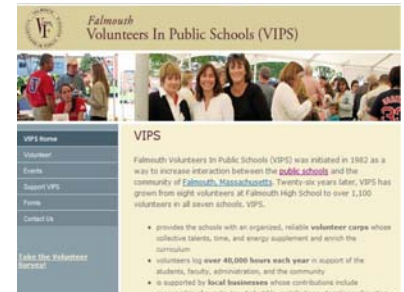 VF
Falmouth
Volunteers In Public Schools (VIPS)
VIPS Home
Volunteer
Events
Support VIPS
Forms
Contact Us
Take the Volunteer
Survey!
VIPS
Falmouth Volunteers In Public Schools (VIPS) was initiated in 1982 as a
way to increase interaction between the public schools and the
community of Falmouth, Massachusetts. Twenty-six years later, VIPS has
grown from eight volunteers at Falmouth High School to over 1,100
volunteers in all seven schools. VIPS.
provides the schools with an organized, reliable volunteer corps whose
collective talents, time, and energy supplement and enrich the
curriculum
volunteers log over 40,000 hours each year in support of the
students, faculty, administration, and the community
is supported by local businesses whose contributions include